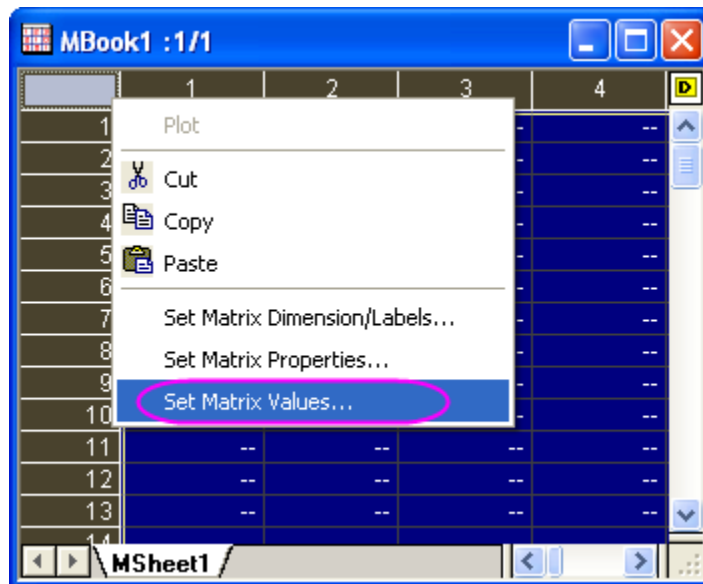 MBook1 :1/1
1 2 3 4 D
1 Plot - --
2 - --
3 Cut - --
4 Copy - --
5 Paste - --
6 - --
7 Set Matrix Dimension/Labels... - --
8 Set Matrix Properties... - --
9 - --
10 Set Matrix Values... - --
11 -- -- -- --
12 -- -- -- --
13 -- -- -- --
14
MSheet1